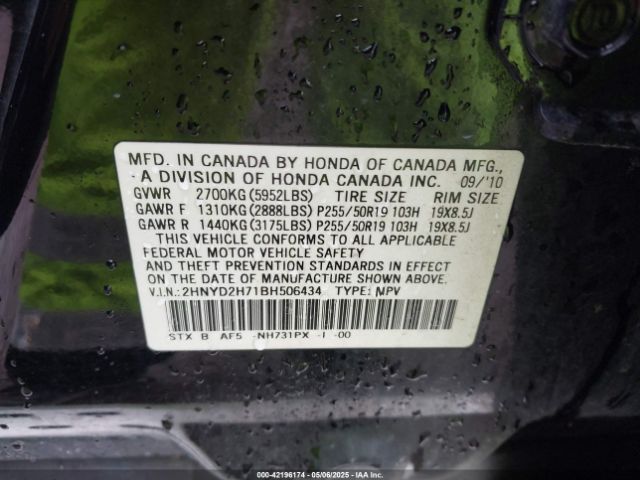 MFD. IN CANADA BY HONDA OF CANADA MFG.,
A DIVISION OF HONDA CANADA INC. 09/'10
GVWR 2700KG(5952LBS) TIRE SIZE RIM SIZE
GAWR F 1310KG(2888LBS) P255/50R19 103H 19X8.5J
GAWR R 1440KG(3175LBS) P255/50R19 103H 19X8.5J
THIS VEHICLE CONFORMS TO ALL APPLICABLE
FEDERAL MOTOR VEHICLE SAFETY
AND THEFT PREVENTION STANDARDS IN EFFECT
ON THE DATE OF MANUFACTURE SHOWN ABOVE.
V.I.N.: 2HNYD2H71BH506434 TYPE: MPV
STX B AF5 -NH731PX -I -00
000-42196174 - 05/06/2025 - IAAI.COM